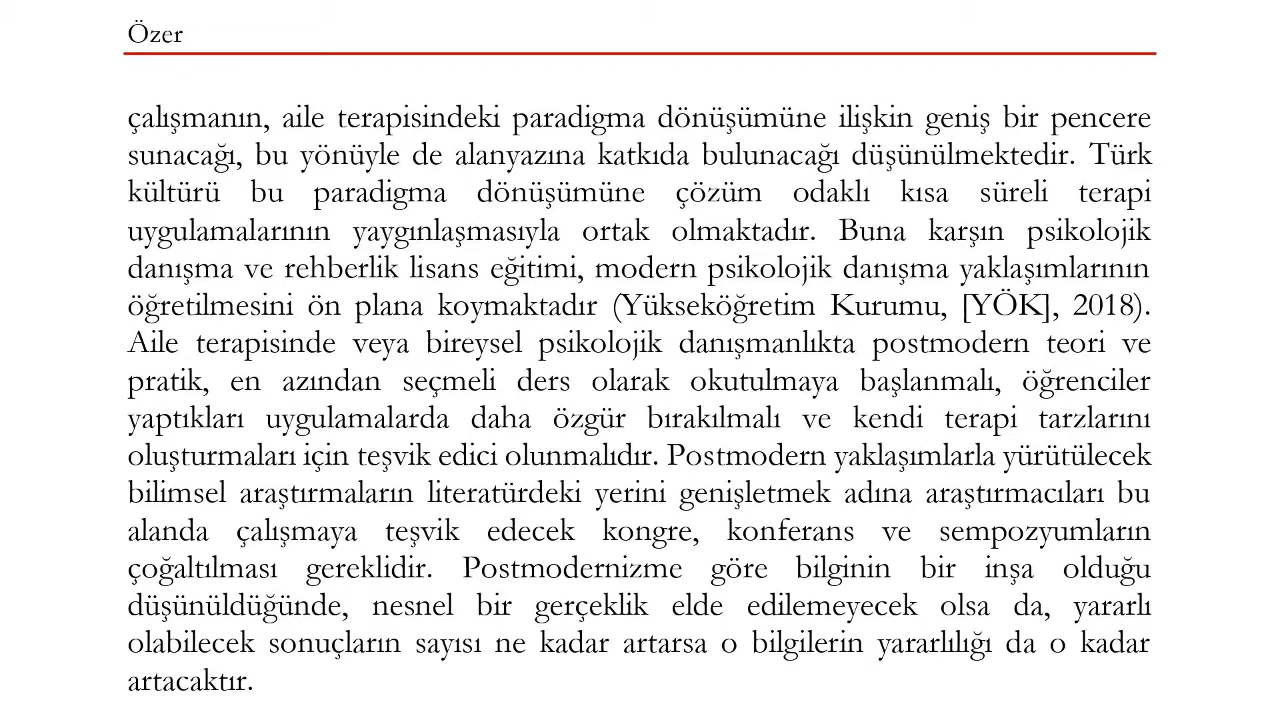 Özer
çalışmanın, aile terapisindeki paradigma dönüşümüne ilişkin geniş bir pencere
sunacağı, bu yönüyle de alanyazına katkıda bulunacağı düşünülmektedir. Türk
kültürü bu paradigma dönüşümüne çözüm odaklı kısa süreli terapi
uygulamalarının yaygınlaşmasıyla ortak olmaktadır. Buna karşın psikolojik
danışma ve rehberlik lisans eğitimi, modern psikolojik danışma yaklaşımlarının
öğretilmesini ön plana koymaktadır (Yükseköğretim Kurumu, [YÖK], 2018).
Aile terapisinde veya bireysel psikolojik danışmanlıkta postmodern teori ve
pratik, en azından seçmeli ders olarak okutulmaya başlanmalı, öğrenciler
yaptıkları uygulamalarda daha özgür bırakılmalı ve kendi terapi tarzlarını
oluşturmaları için teşvik edici olunmalıdır. Postmodern yaklaşımlarla yürütülecek
bilimsel araştırmaların literatürdeki yerini genişletmek adına araştırmacıları bu
alanda çalışmaya teşvik edecek kongre, konferans ve sempozyumların
çoğaltılması gereklidir. Postmodernizme göre bilginin bir inşa olduğu
düşünüldüğünde, nesnel bir gerçeklik elde edilemeyecek olsa da, yararlı
olabilecek sonuçların sayısı ne kadar artarsa o bilgilerin yararlılığı da o kadar
artacaktır.